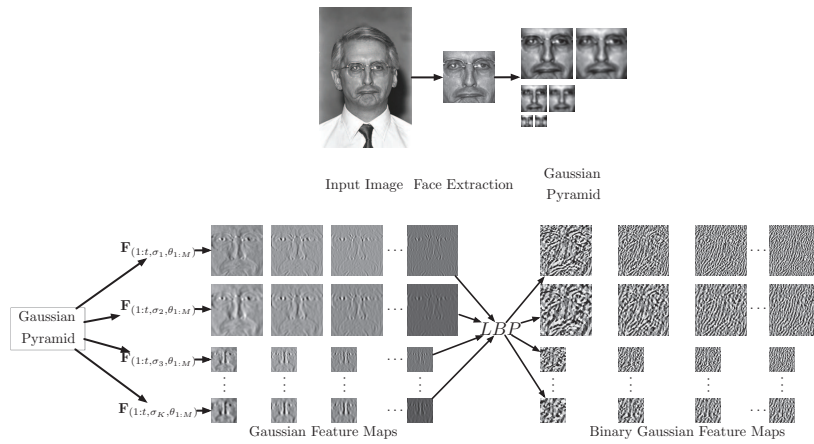 Input Image Face Extraction
Gaussian
Pyramid
F(1:t,σ1,θ1:M)
...
...
F(1:t,σ2,θ1:M)
...
...
Gaussian
Pyramid
LBP
F(1:t,σ3,θ1:M)
⋮ ⋮ ⋮ ⋮ ⋮ ⋮ ⋮ ⋮ ⋮
F(1:t,σK,θ1:M)
...
...
Gaussian Feature Maps
Binary Gaussian Feature Maps